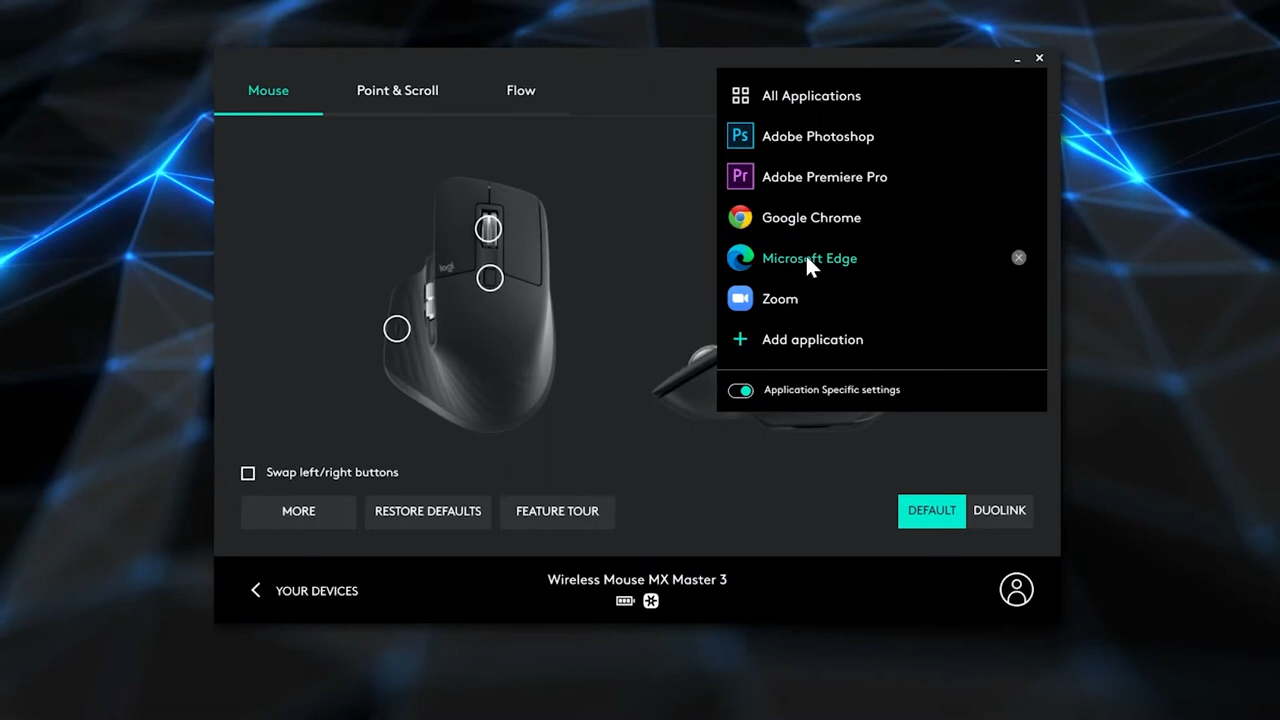 Mouse
Point & Scroll
Flow
All Applications
Ps
Adobe Photoshop
Pr
Adobe Premiere Pro
Google Chrome
Microsoft Edge
Zoom
Add application
Application Specific settings
logi
Swap left/right buttons
MORE
RESTORE DEFAULTS
FEATURE TOUR
DEFAULT
DUOLINK
YOUR DEVICES
Wireless Mouse MX Master 3